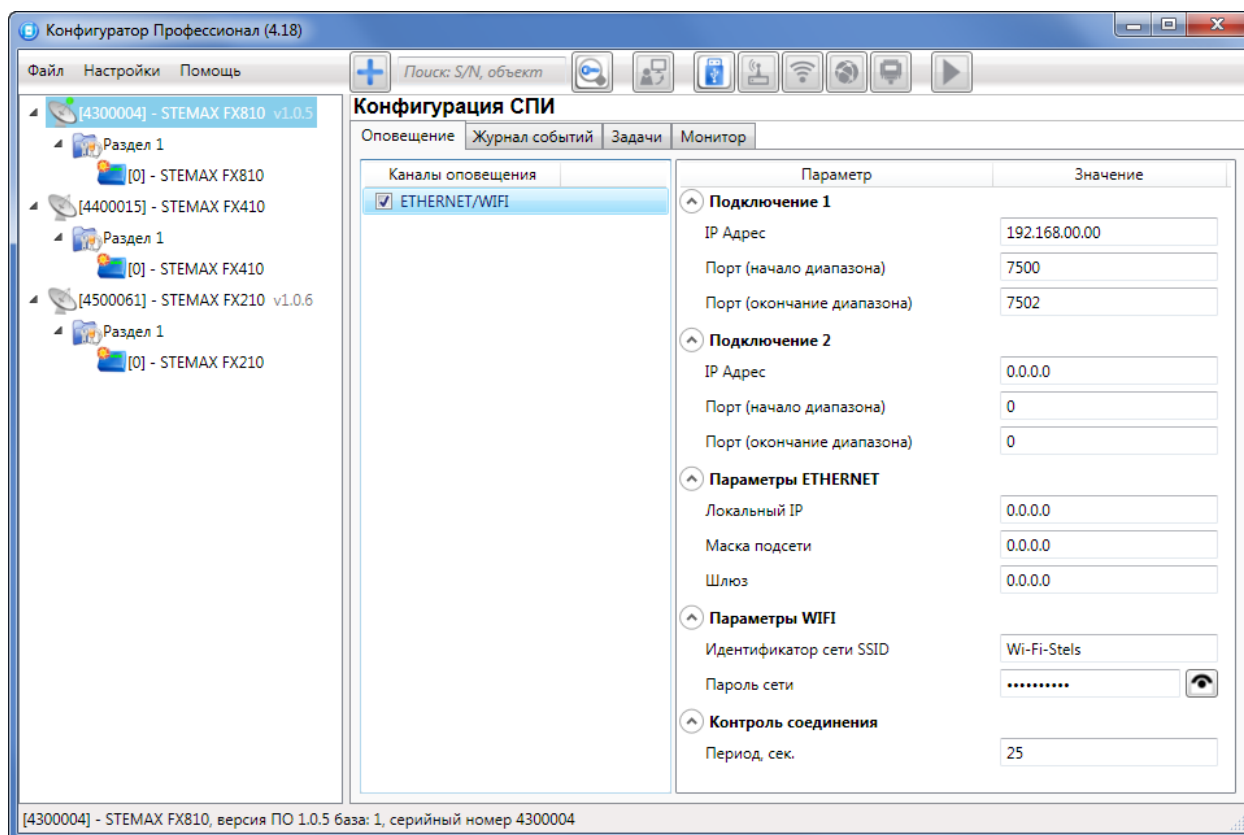 Конфигуратор Профессионал (4.18)
Файл Настройки Помощь
Поиск: S/N, объект
[4300004] - STEMAX FX810 v1.0.5
Раздел 1
[0] - STEMAX FX810
[4400015] - STEMAX FX410
Раздел 1
[0] - STEMAX FX410
[4500061] - STEMAX FX210 v1.0.6
Раздел 1
[0] - STEMAX FX210
Конфигурация СПИ
Оповещение Журнал событий Задачи Монитор
Каналы оповещения
ETHERNET/WIFI
Параметр Значение
Подключение 1
IP Адрес 192.168.00.00
Порт (начало диапазона) 7500
Порт (окончание диапазона) 7502
Подключение 2
IP Адрес 0.0.0.0
Порт (начало диапазона) 0
Порт (окончание диапазона) 0
Параметры ETHERNET
Локальный IP 0.0.0.0
Маска подсети 0.0.0.0
Шлюз 0.0.0.0
Параметры WIFI
Идентификатор сети SSID Wi-Fi-Stels
Пароль сети ••••••••••
Контроль соединения
Период, сек. 25
[4300004] - STEMAX FX810, версия ПО 1.0.5 база: 1, серийный номер 4300004